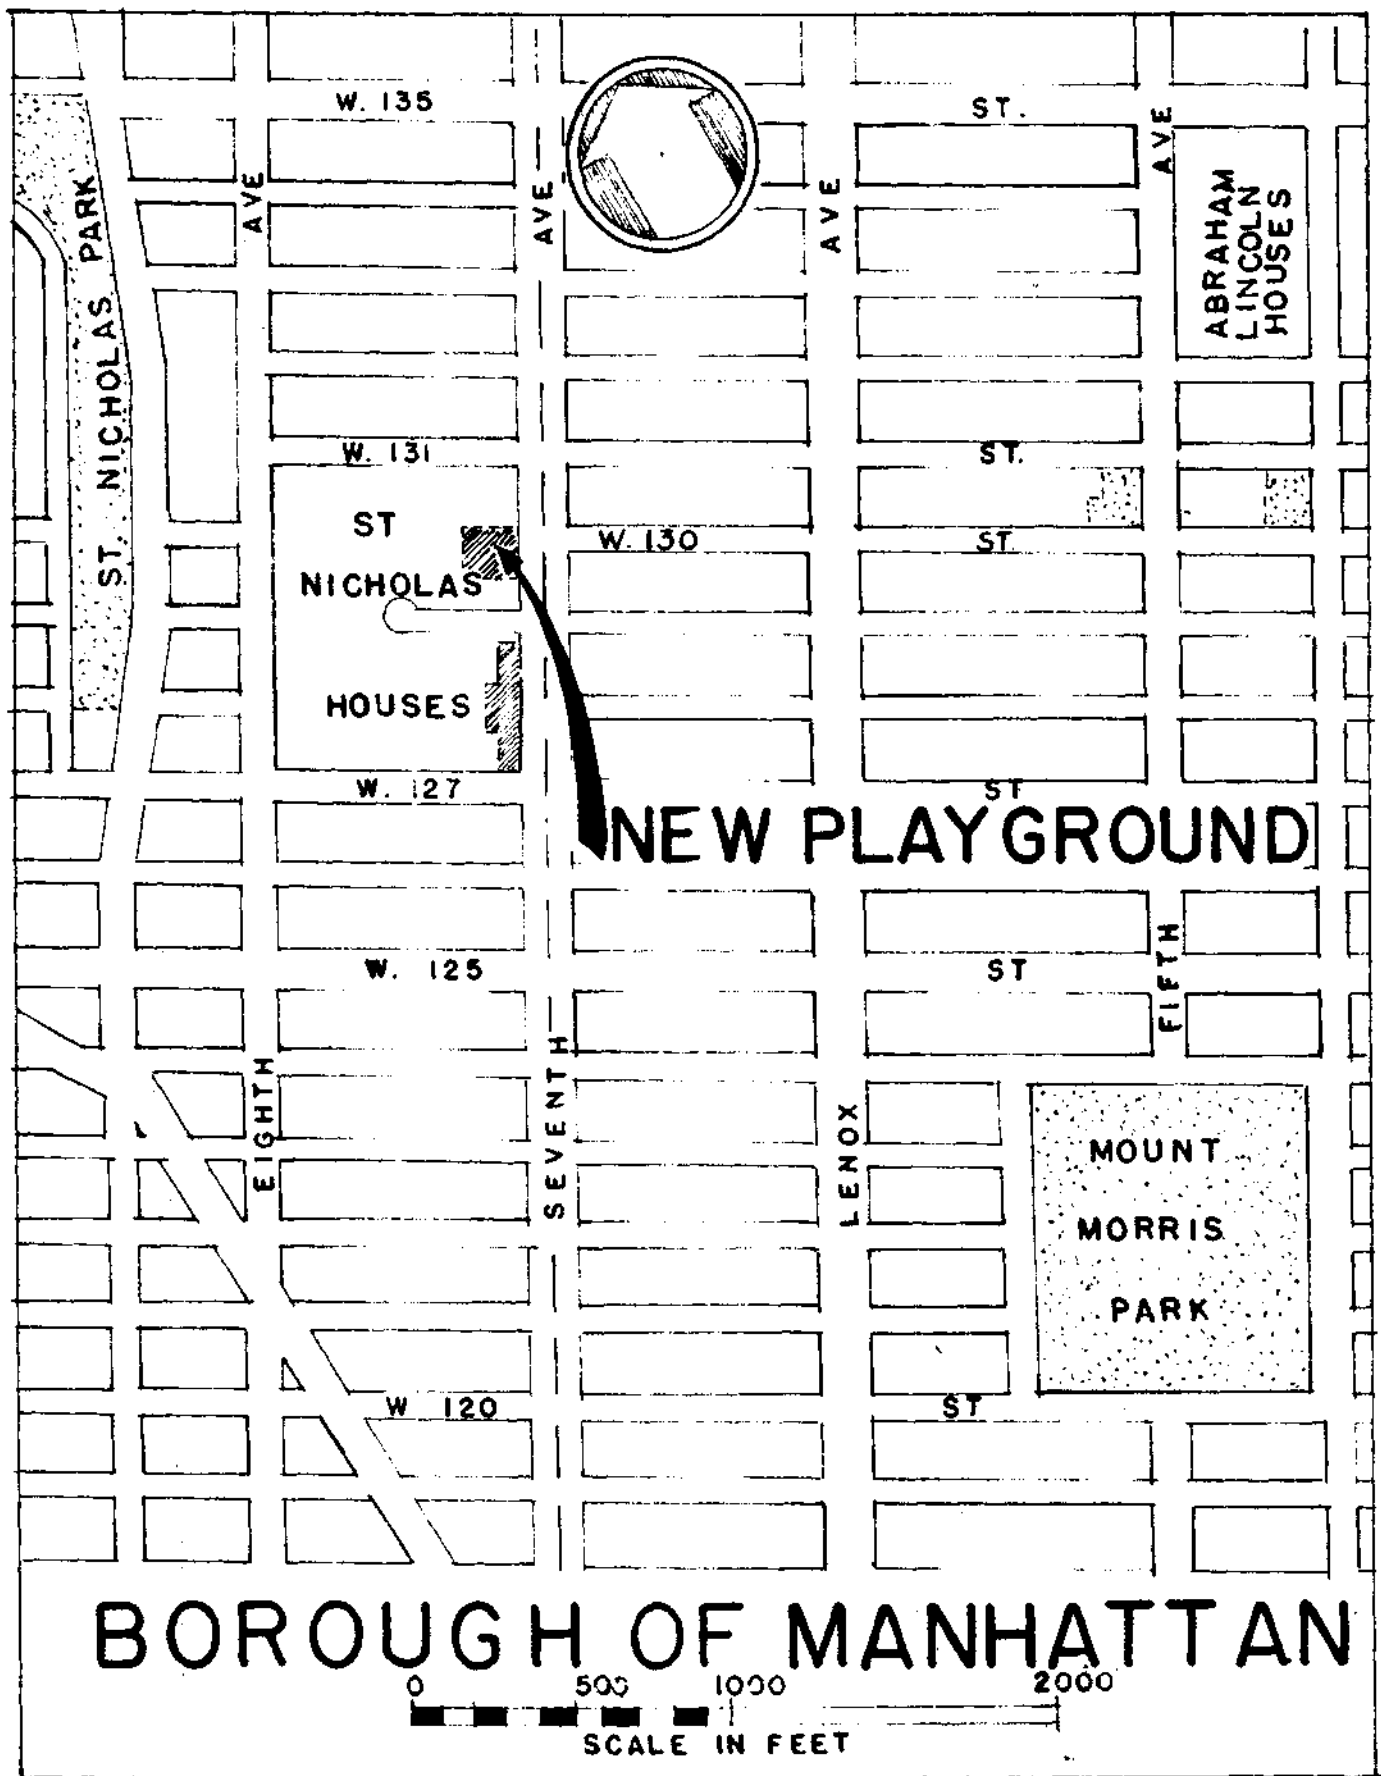 W. 135 ST.
AVE
AVE
AVE
AVE
ST. NICHOLAS PARK
ABRAHAM
LINCOLN
HOUSES
W. 131 ST.
ST
NICHOLAS
HOUSES
W. 130 ST.
W. 127 ST
NEW PLAYGROUND
W. 125 ST
FIFTH
EIGHTH
SEVENTH
LENOX
MOUNT
MORRIS
PARK
W 120 ST
BOROUGH OF MANHATTAN
0 500 1000 2000
SCALE IN FEET